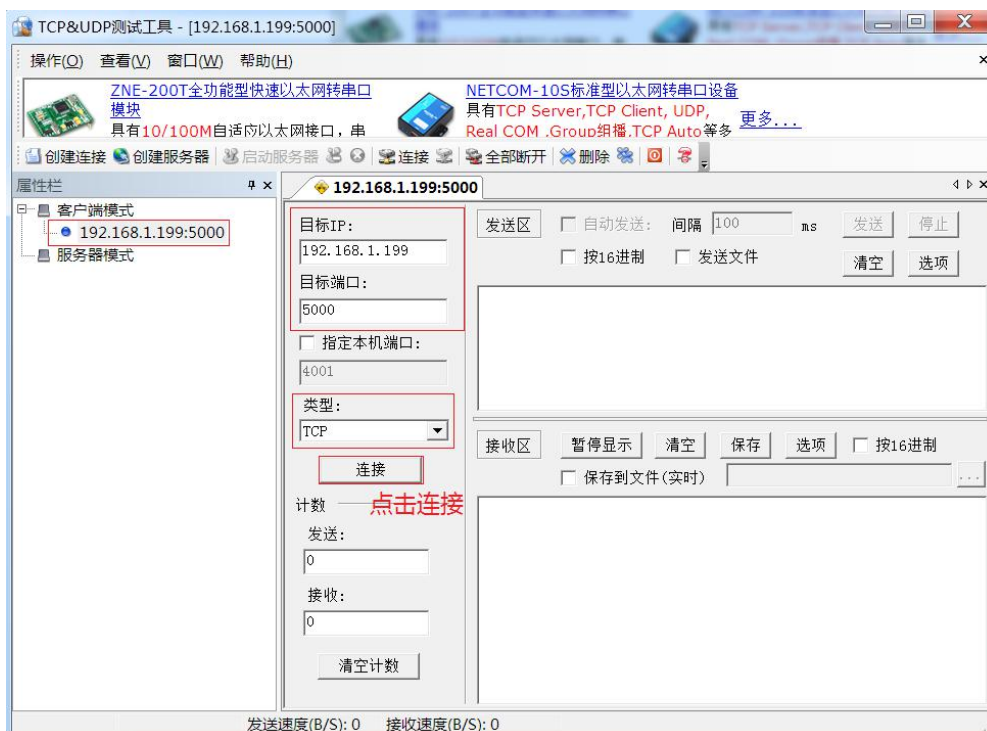 TCP&UDP测试工具 - [192.168.1.199:5000]
操作(O) 查看(V) 窗口(W) 帮助(H)
ZNE-200T全功能型快速以太网转串口
模块
具有10/100M自适应以太网接口，串
NETCOM-10S标准型以太网转串口设备
具有TCP Server,TCP Client, UDP,
Real COM .Group组播.TCP Auto等多
更多...
创建连接 创建服务器 启动服务器 连接 全部断开 删除
属性栏
客户端模式
192.168.1.199:5000
服务器模式
192.168.1.199:5000
目标IP:
192.168.1.199
目标端口:
5000
指定本机端口:
4001
类型:
TCP
连接
点击连接
计数
发送:
0
接收:
0
清空计数
发送区 自动发送: 间隔 100 ms 发送 停止
按16进制 发送文件 清空 选项
接收区 暂停显示 清空 保存 选项 按16进制
保存到文件(实时) ...
发送速度(B/S): 0 接收速度(B/S): 0